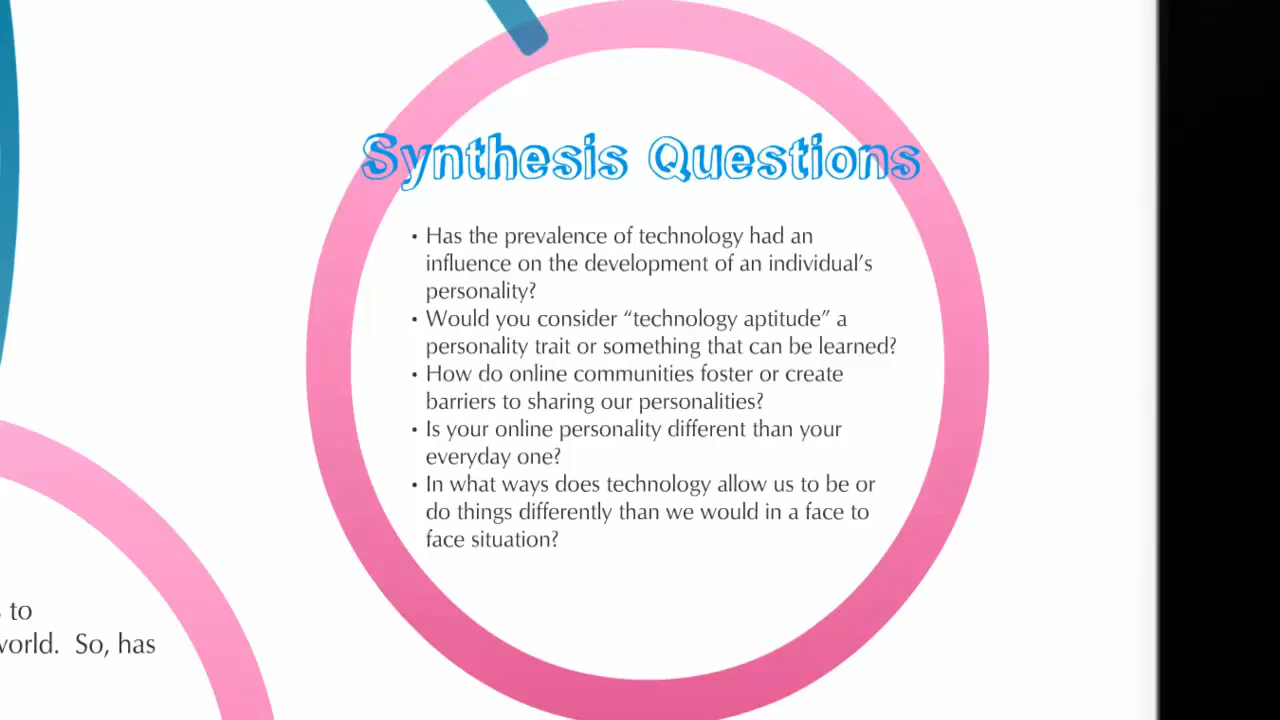 Synthesis Questions
• Has the prevalence of technology had an
influence on the development of an individual’s
personality?
• Would you consider “technology aptitude” a
personality trait or something that can be learned?
• How do online communities foster or create
barriers to sharing our personalities?
• Is your online personality different than your
everyday one?
• In what ways does technology allow us to be or
do things differently than we would in a face to
face situation?
to
world.  So, has